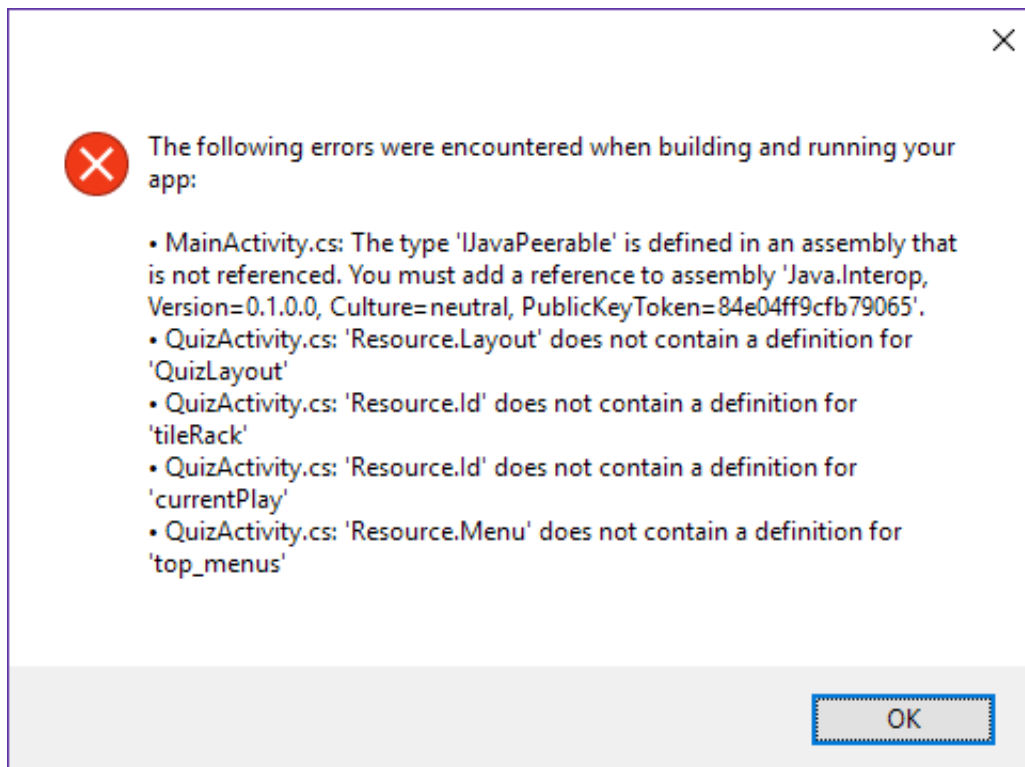 The following errors were encountered when building and running your
app:
• MainActivity.cs: The type 'IJavaPeerable' is defined in an assembly that
is not referenced. You must add a reference to assembly 'Java.Interop,
Version=0.1.0.0, Culture=neutral, PublicKeyToken=84e04ff9cfb79065'.
• QuizActivity.cs: 'Resource.Layout' does not contain a definition for
'QuizLayout'
• QuizActivity.cs: 'Resource.Id' does not contain a definition for
'tileRack'
• QuizActivity.cs: 'Resource.Id' does not contain a definition for
'currentPlay'
• QuizActivity.cs: 'Resource.Menu' does not contain a definition for
'top_menus'
OK